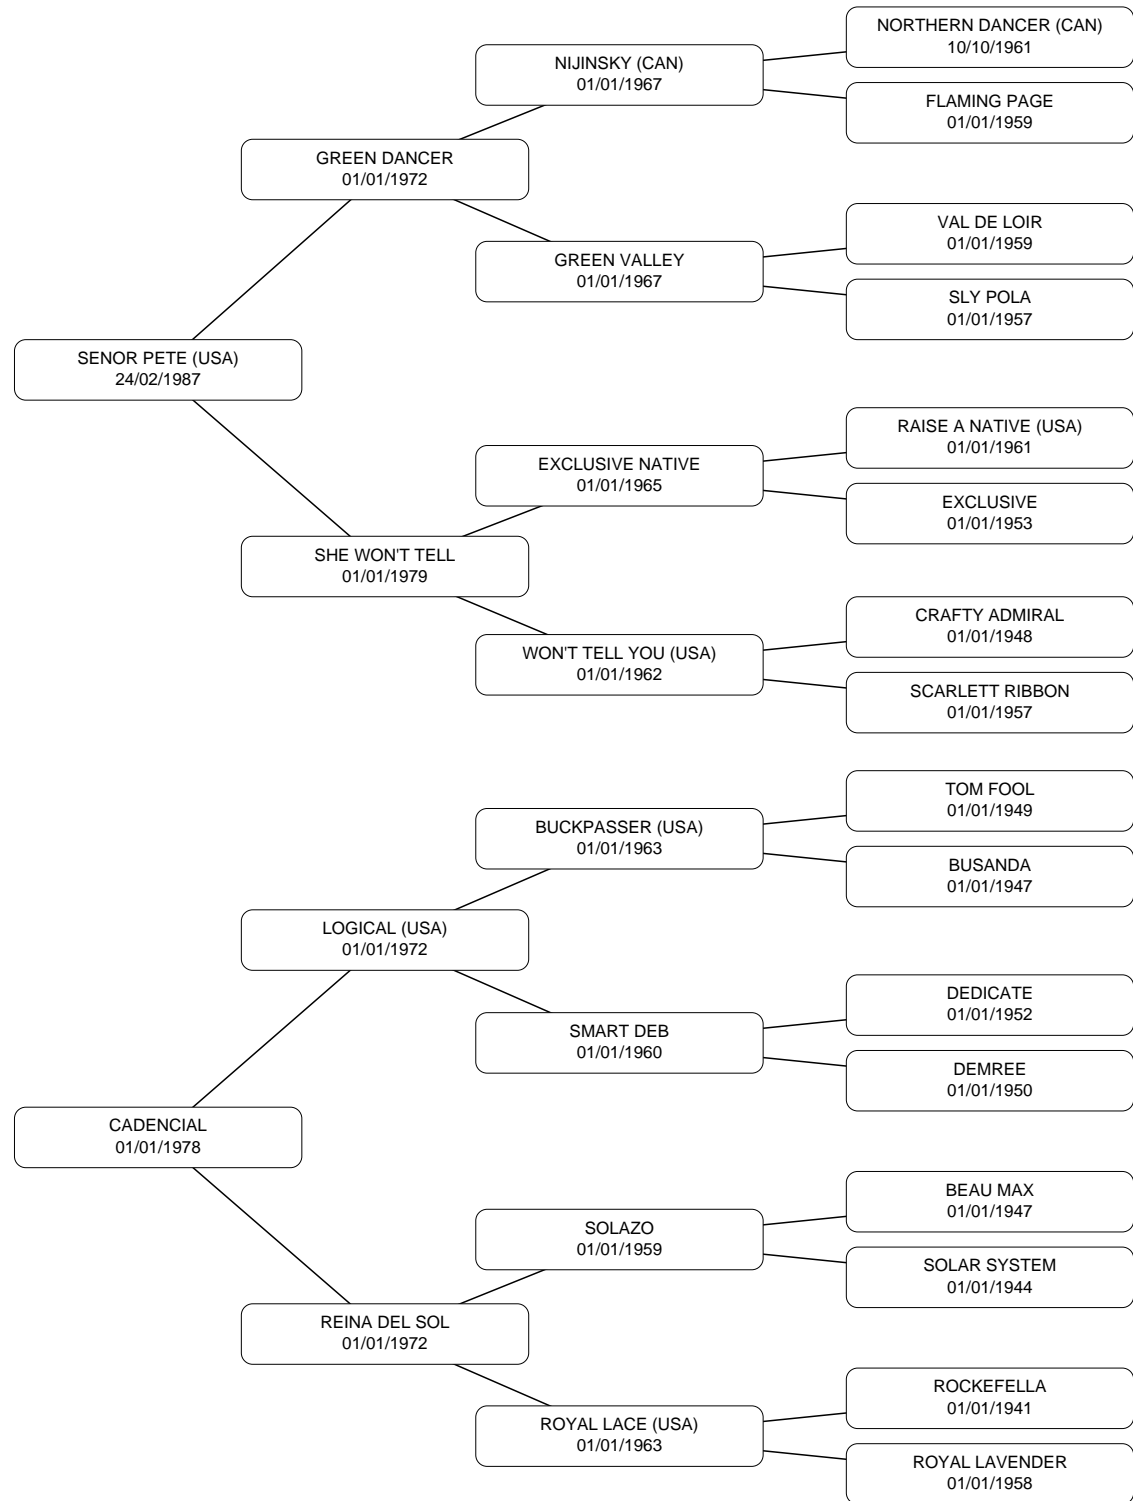 NORTHERN DANCER (CAN)
10/10/1961
NIJINSKY (CAN)
01/01/1967
FLAMING PAGE
01/01/1959
GREEN DANCER
01/01/1972
VAL DE LOIR
01/01/1959
GREEN VALLEY
01/01/1967
SLY POLA
01/01/1957
SENOR PETE (USA)
24/02/1987
RAISE A NATIVE (USA)
01/01/1961
EXCLUSIVE NATIVE
01/01/1965
EXCLUSIVE
01/01/1953
SHE WON'T TELL
01/01/1979
CRAFTY ADMIRAL
01/01/1948
WON'T TELL YOU (USA)
01/01/1962
SCARLETT RIBBON
01/01/1957
TOM FOOL
01/01/1949
BUCKPASSER (USA)
01/01/1963
BUSANDA
01/01/1947
LOGICAL (USA)
01/01/1972
DEDICATE
01/01/1952
SMART DEB
01/01/1960
DEMREE
01/01/1950
CADENCIAL
01/01/1978
BEAU MAX
01/01/1947
SOLAZO
01/01/1959
SOLAR SYSTEM
01/01/1944
REINA DEL SOL
01/01/1972
ROCKEFELLA
01/01/1941
ROYAL LACE (USA)
01/01/1963
ROYAL LAVENDER
01/01/1958